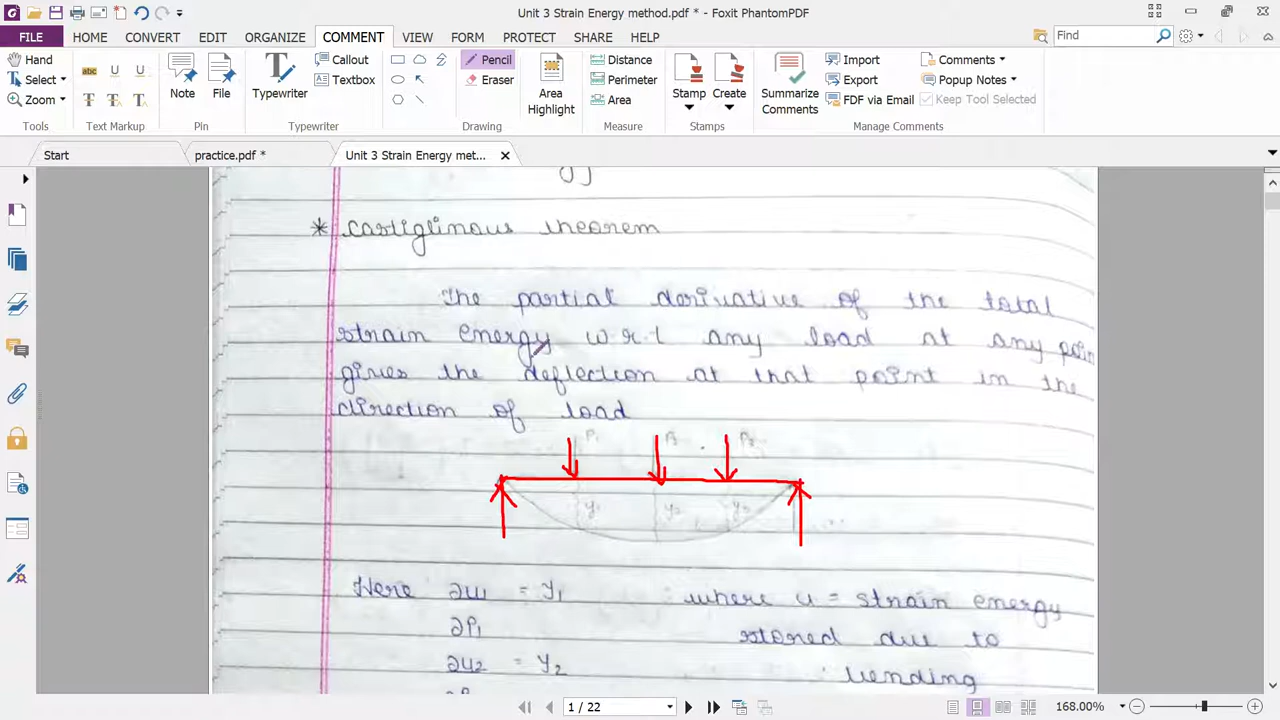 Unit 3 Strain Energy method.pdf * - Foxit PhantomPDF
FILE HOME CONVERT EDIT ORGANIZE COMMENT VIEW FORM PROTECT SHARE HELP
Find
Hand
Select
Zoom
Tools
abc U U
T T T
Text Markup
Note
File
Pin
Typewriter
Callout
Textbox
Typewriter
Pencil
Eraser
Drawing
Area Highlight
Distance
Perimeter
Area
Measure
Stamp
Create
Stamps
Summarize Comments
Import
Export
FDF via Email
Comments
Popup Notes
Keep Tool Selected
Manage Comments
Start
practice.pdf *
Unit 3 Strain Energy met...
* castiglinous theorem
The partial derivative of the total
strain energy w.r.t any load at any poin
gives the deflection at that point in the
direction of load
P1
y1
Here ∂u1 = y1 where u = strain energy
∂P1 stored due to
∂u2 = y2 bending
1 / 22
168.00%